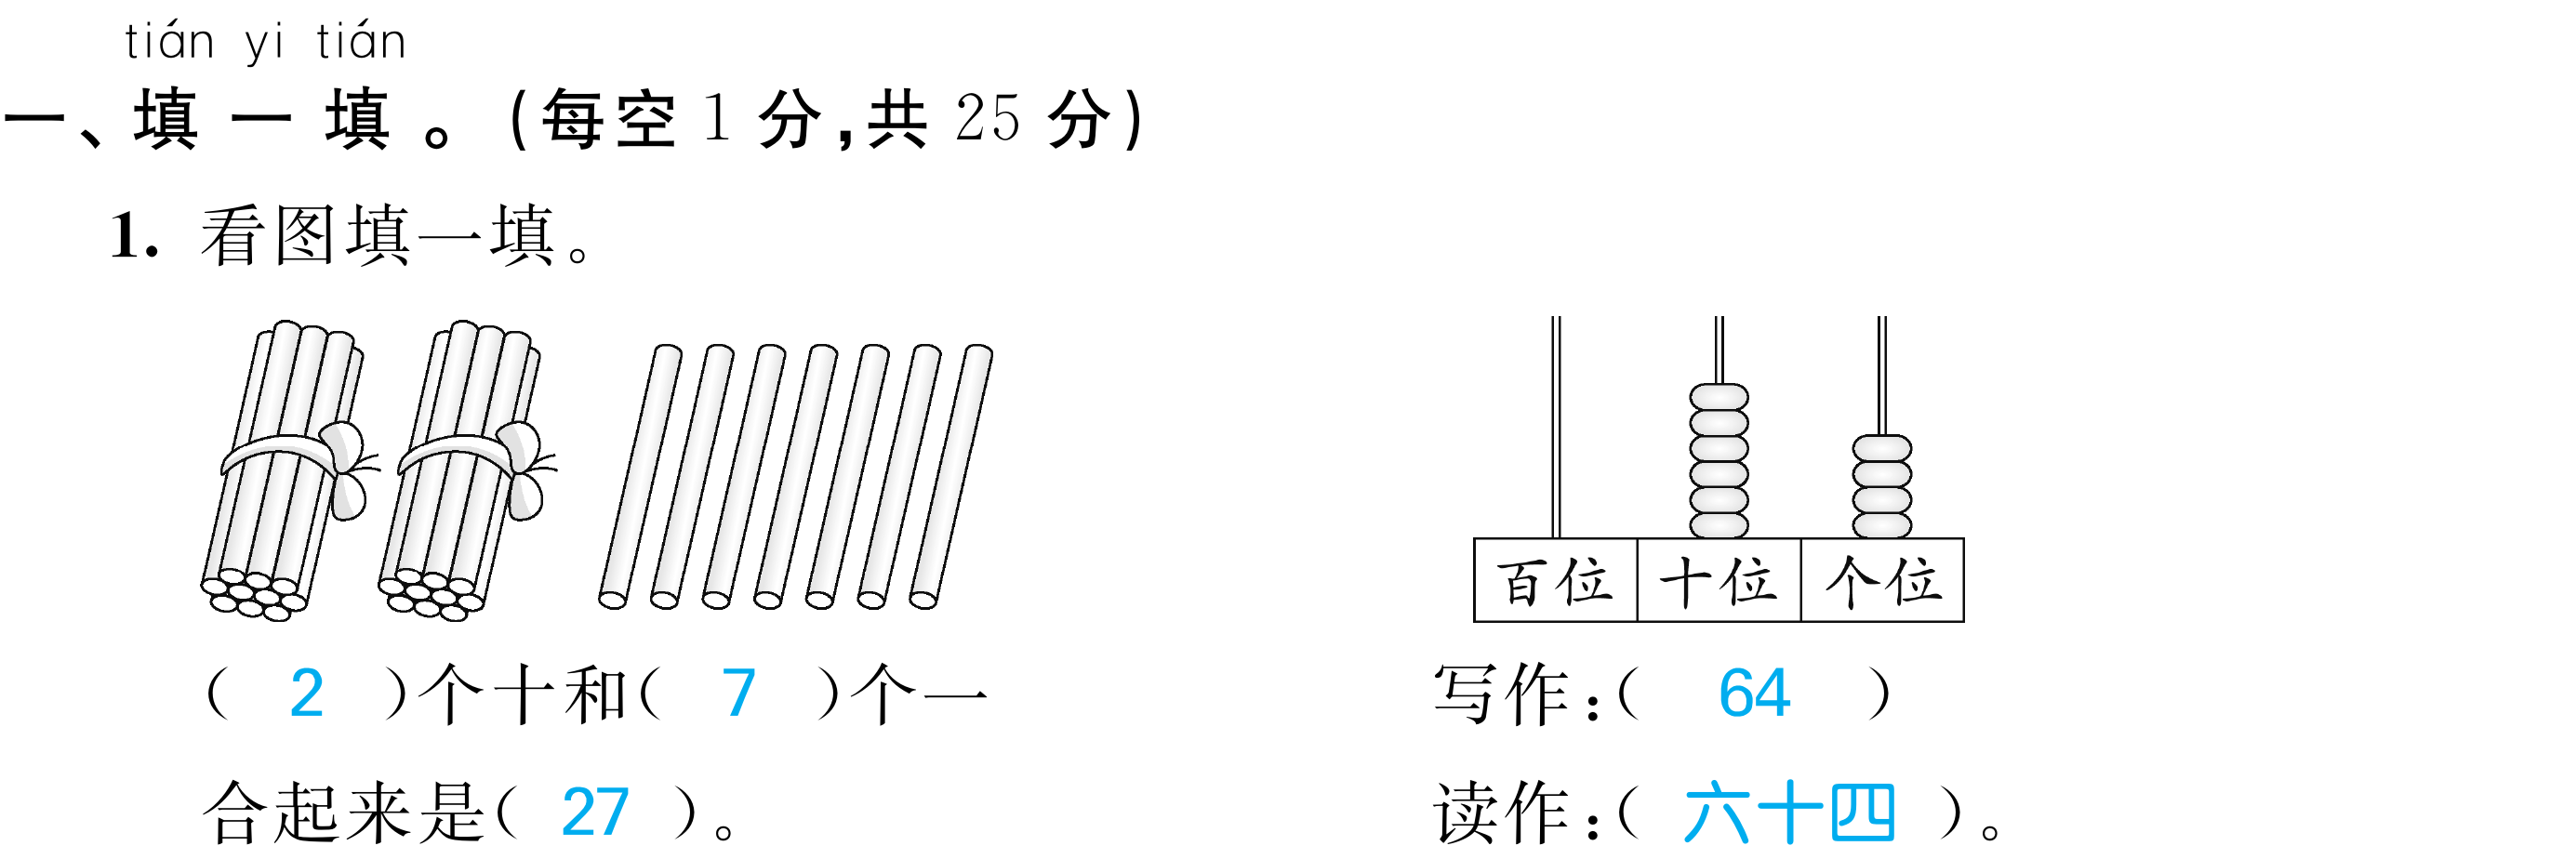 tián yi tián
一、填一填。(每空 1 分,共 25 分)
1. 看图填一填。
百位 十位 个位
( 2 )个十和( 7 )个一
合起来是( 27 )。
写作:( 64 )
读作:( 六十四 )。